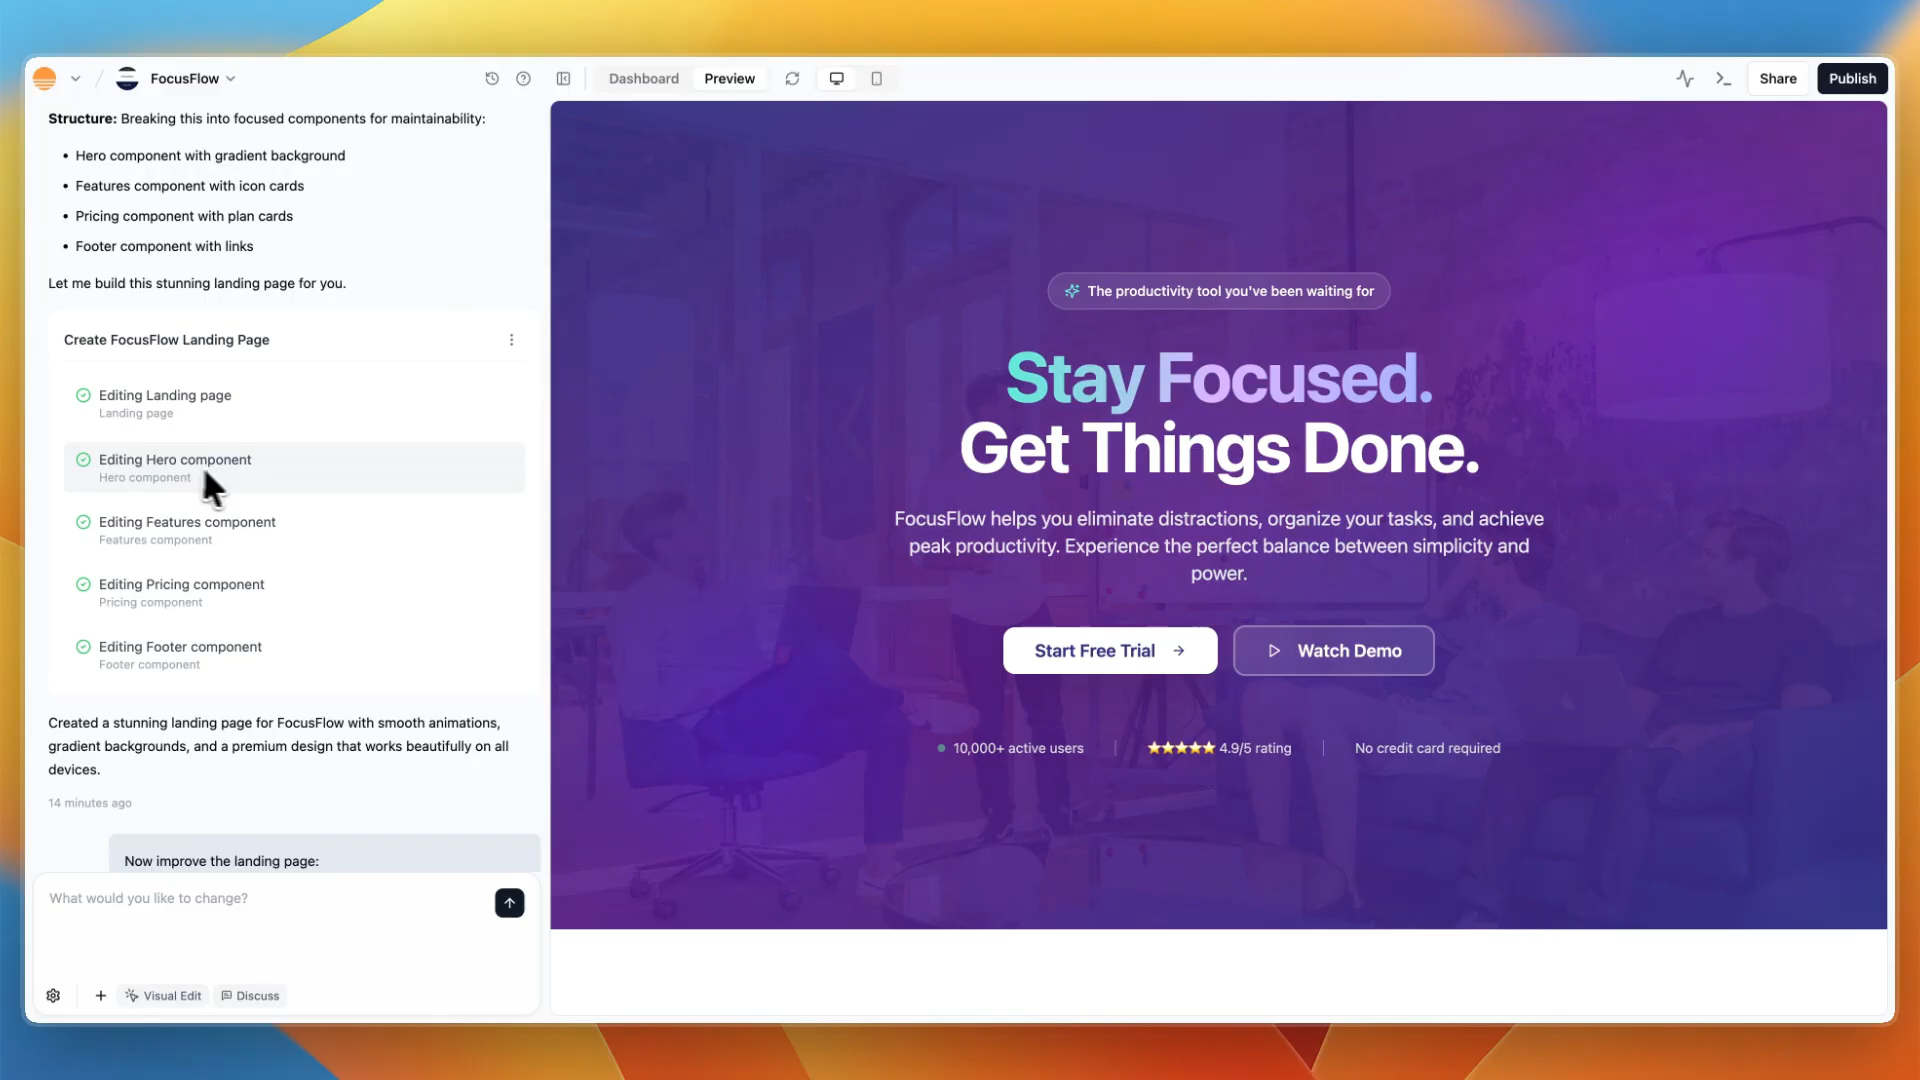 FocusFlow
Dashboard
Preview
Share
Publish
Structure: Breaking this into focused components for maintainability:
• Hero component with gradient background
• Features component with icon cards
• Pricing component with plan cards
• Footer component with links
Let me build this stunning landing page for you.
Create FocusFlow Landing Page
Editing Landing page
Landing page
Editing Hero component
Hero component
Editing Features component
Features component
Editing Pricing component
Pricing component
Editing Footer component
Footer component
Created a stunning landing page for FocusFlow with smooth animations,
gradient backgrounds, and a premium design that works beautifully on all
devices.
14 minutes ago
Now improve the landing page:
What would you like to change?
Visual Edit
Discuss
The productivity tool you've been waiting for
Stay Focused.
Get Things Done.
FocusFlow helps you eliminate distractions, organize your tasks, and achieve
peak productivity. Experience the perfect balance between simplicity and
power.
Start Free Trial
Watch Demo
10,000+ active users
4.9/5 rating
No credit card required